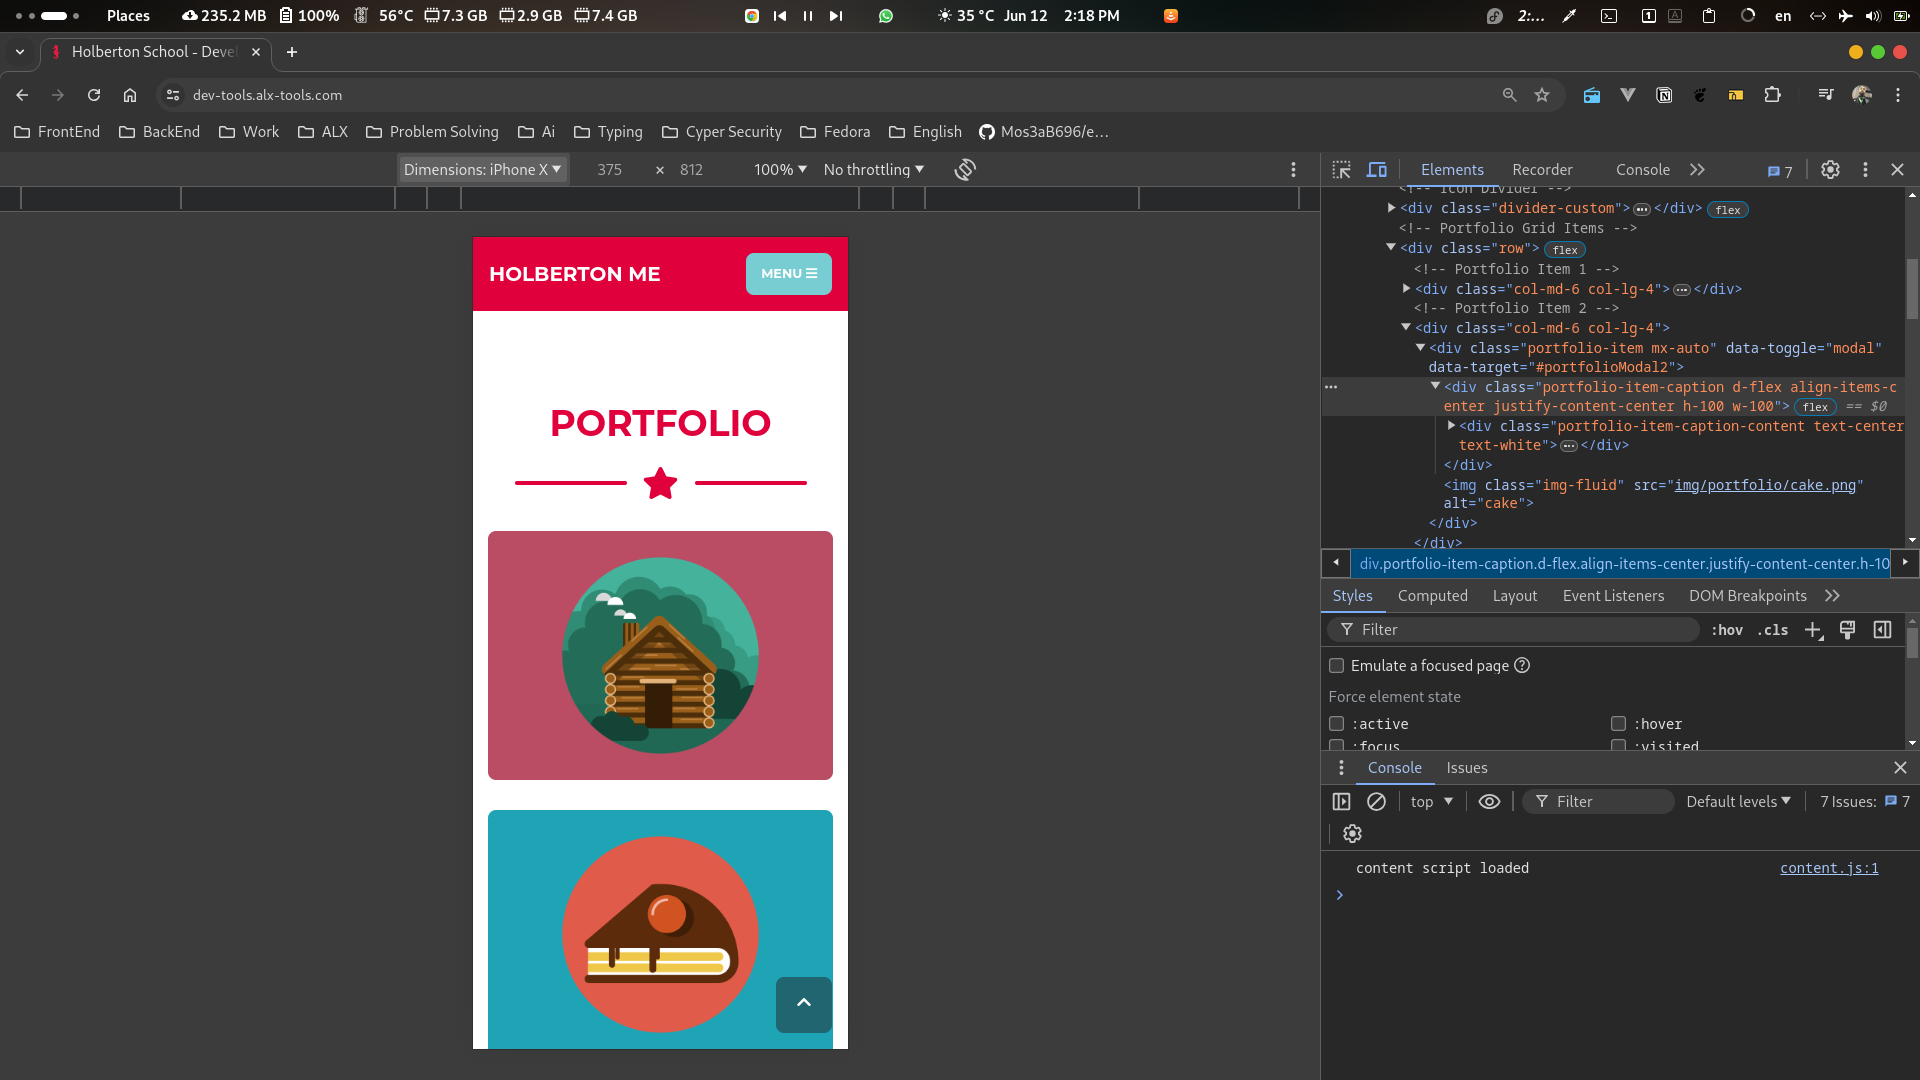 Places 235.2 MB 100% 56°C 7.3 GB 2.9 GB 7.4 GB 35 °C Jun 12 2:18 PM 2:... 1 A en
Holberton School - Deve
dev-tools.alx-tools.com
FrontEnd BackEnd Work ALX Problem Solving Ai Typing Cyper Security Fedora English Mos3aB696/e...
Dimensions: iPhone X 375 × 812 100% No throttling
Elements Recorder Console 7
HOLBERTON ME MENU
PORTFOLIO
<!-- Icon Divider -->
<div class="divider-custom"> ... </div> flex
<!-- Portfolio Grid Items -->
<div class="row"> flex
<!-- Portfolio Item 1 -->
<div class="col-md-6 col-lg-4"> ... </div>
<!-- Portfolio Item 2 -->
<div class="col-md-6 col-lg-4">
<div class="portfolio-item mx-auto" data-toggle="modal"
data-target="#portfolioModal2">
... <div class="portfolio-item-caption d-flex align-items-c
enter justify-content-center h-100 w-100"> flex == $0
<div class="portfolio-item-caption-content text-center
text-white"> ... </div>
</div>
<img class="img-fluid" src="img/portfolio/cake.png"
alt="cake">
</div>
</div>
div.portfolio-item-caption.d-flex.align-items-center.justify-content-center.h-10
Styles Computed Layout Event Listeners DOM Breakpoints
Filter :hov .cls
Emulate a focused page
Force element state
:active :hover
:focus :visited
Console Issues
top Filter Default levels 7 Issues: 7
content script loaded content.js:1